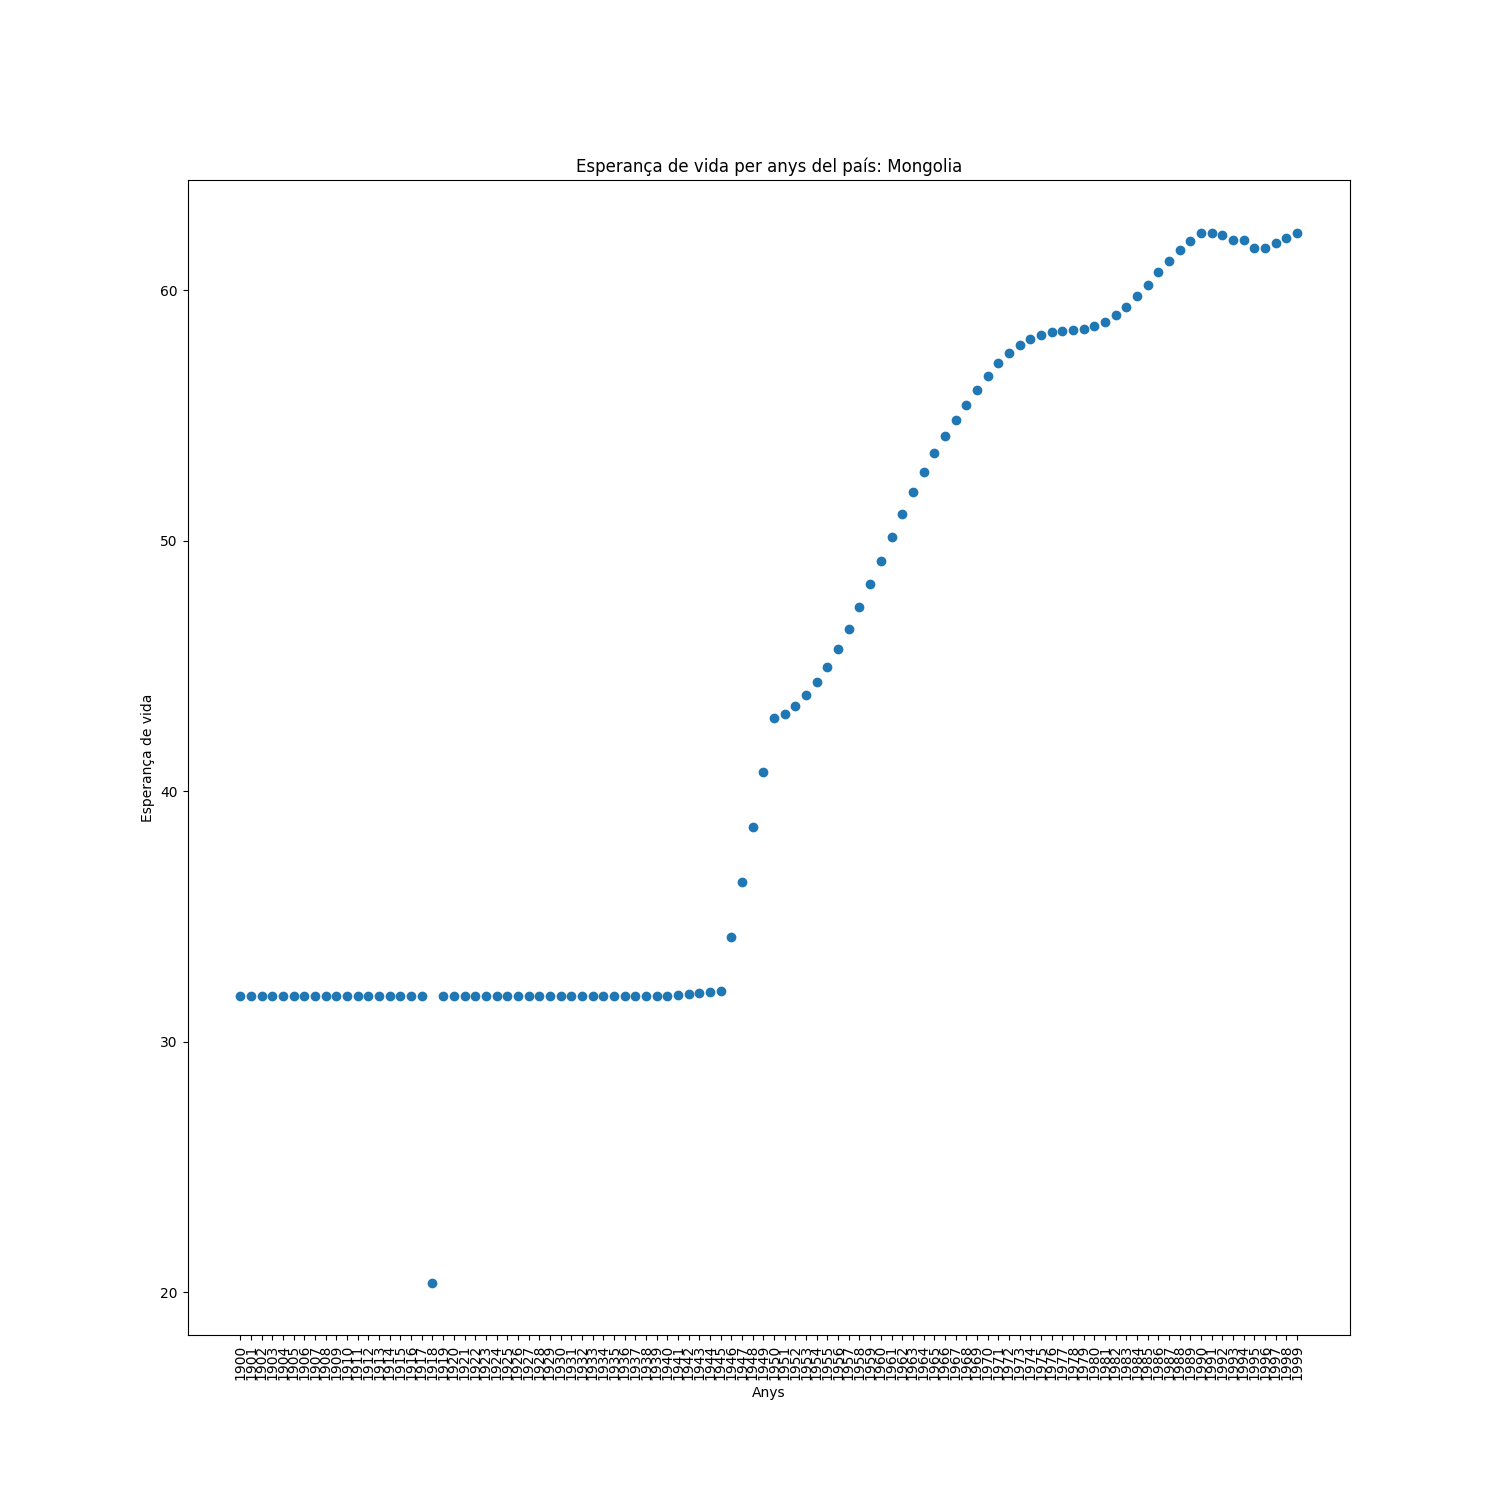 Esperança de vida per anys del país: Mongolia
Esperança de vida
60
50
40
30
20
1900 1901 1902 1903 1904 1905 1906 1907 1908 1909 1910 1911 1912 1913 1914 1915 1916 1917 1918 1919 1920 1921 1922 1923 1924 1925 1926 1927 1928 1929 1930 1931 1932 1933 1934 1935 1936 1937 1938 1939 1940 1941 1942 1943 1944 1945 1946 1947 1948 1949 1950 1951 1952 1953 1954 1955 1956 1957 1958 1959 1960 1961 1962 1963 1964 1965 1966 1967 1968 1969 1970 1971 1972 1973 1974 1975 1976 1977 1978 1979 1980 1981 1982 1983 1984 1985 1986 1987 1988 1989 1990 1991 1992 1993 1994 1995 1996 1997 1998 1999
Anys